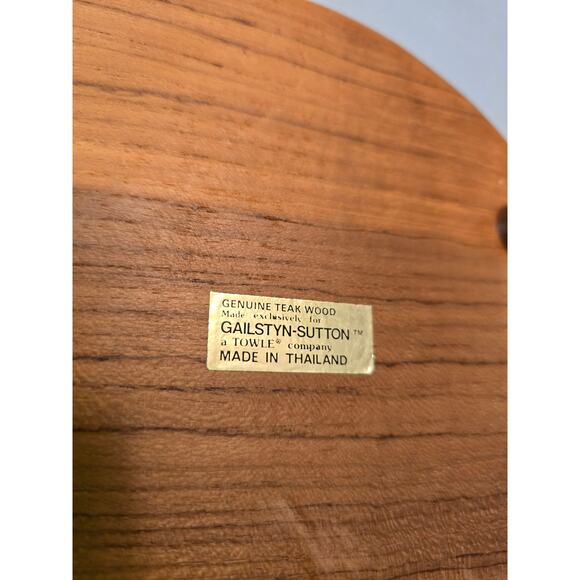 GENUINE TEAK WOOD
Made exclusively for
GAILSTYN-SUTTON™
a TOWLE® company
MADE IN THAILAND